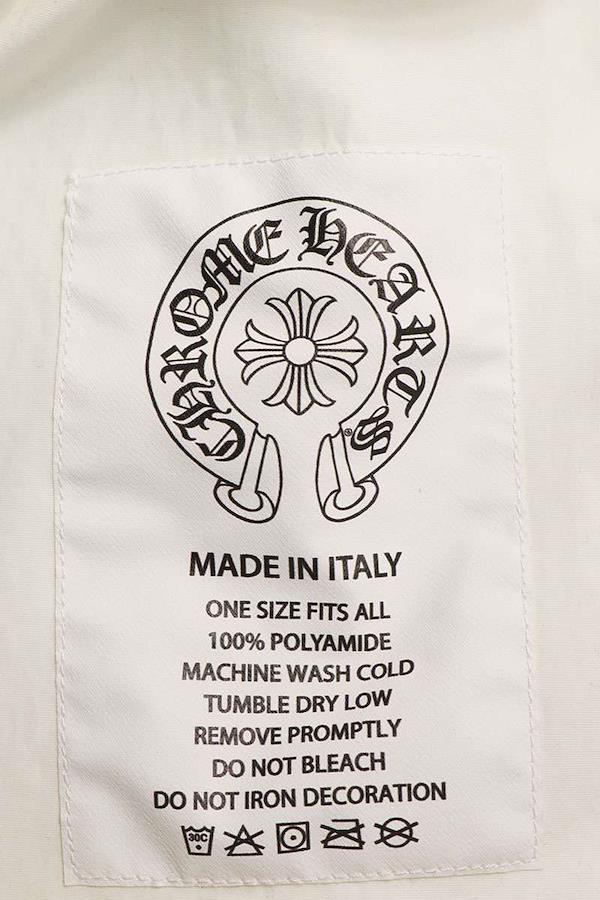 CHROME HEARTS
®
MADE IN ITALY
ONE SIZE FITS ALL
100% POLYAMIDE
MACHINE WASH COLD
TUMBLE DRY LOW
REMOVE PROMPTLY
DO NOT BLEACH
DO NOT IRON DECORATION
30C